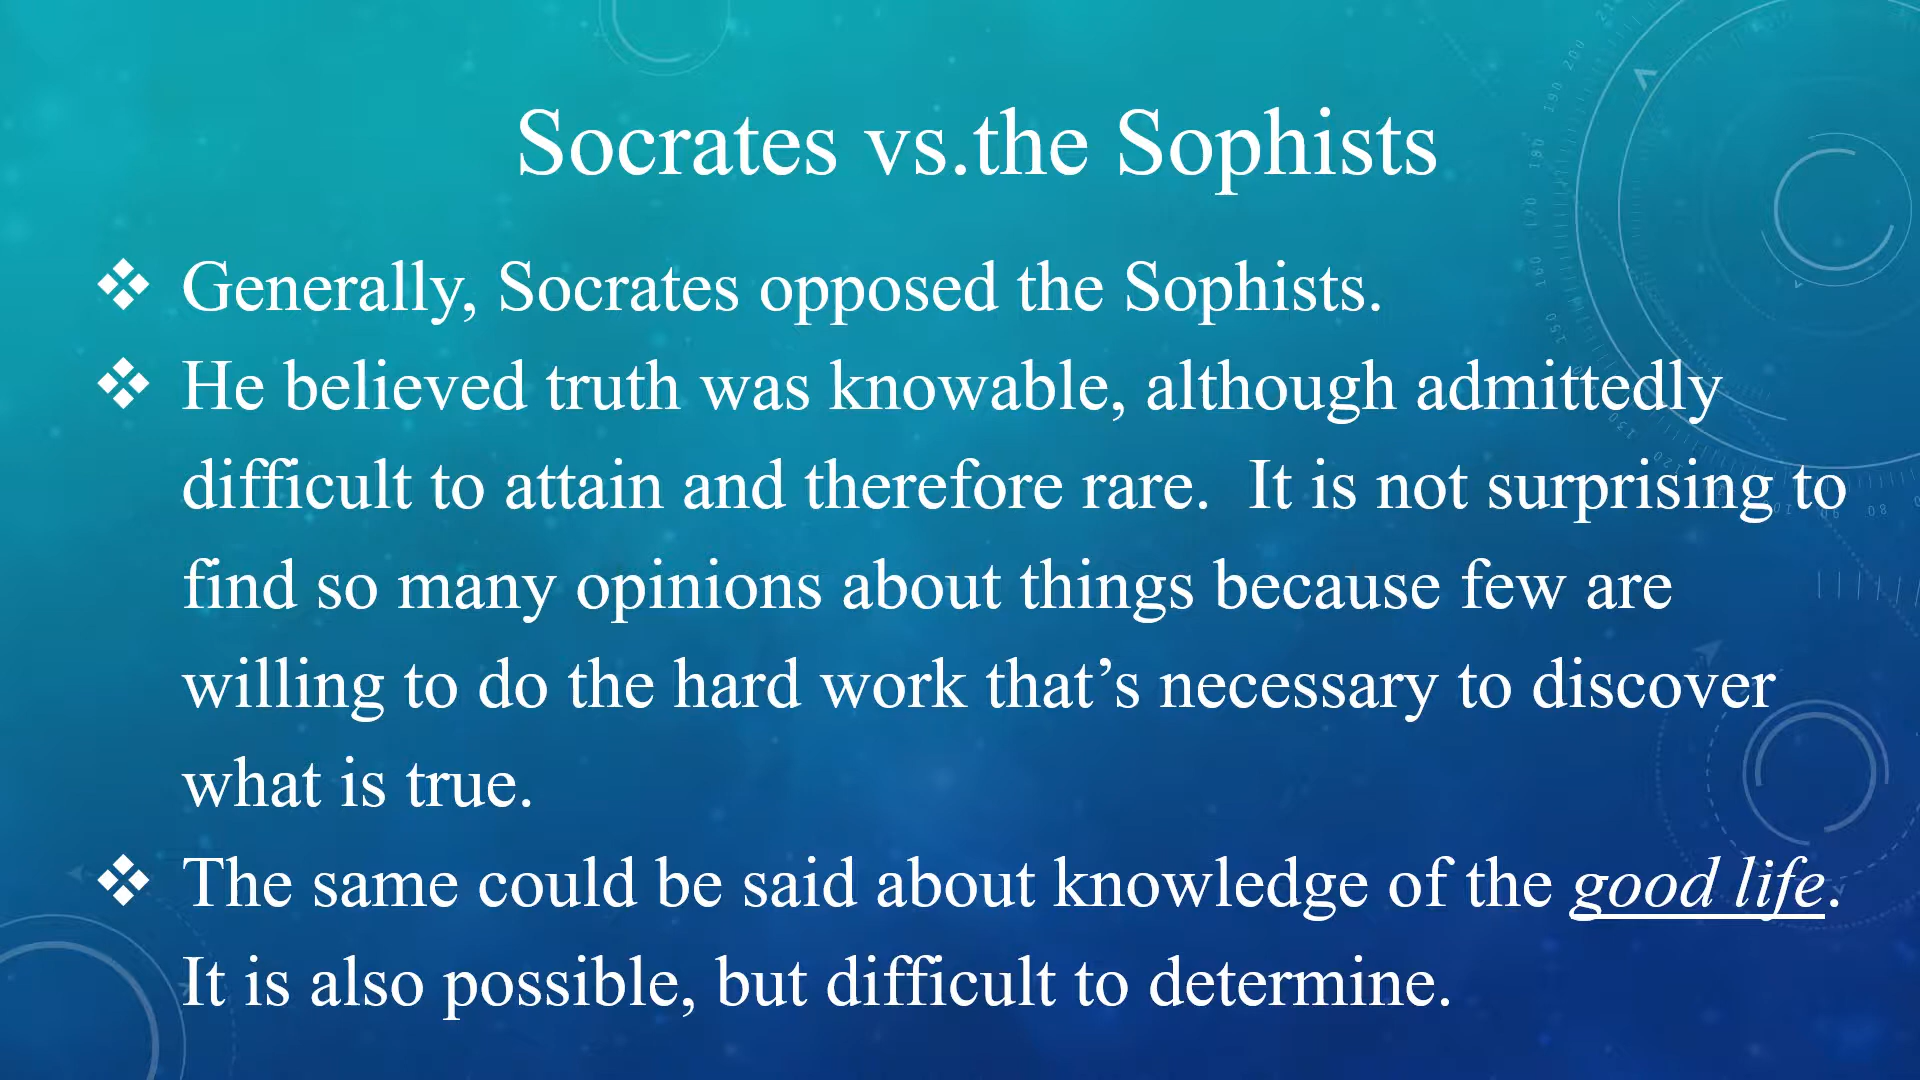 Socrates vs.the Sophists
❖ Generally, Socrates opposed the Sophists.
❖ He believed truth was knowable, although admittedly
difficult to attain and therefore rare.  It is not surprising to
find so many opinions about things because few are
willing to do the hard work that’s necessary to discover
what is true.
❖ The same could be said about knowledge of the good life.
It is also possible, but difficult to determine.